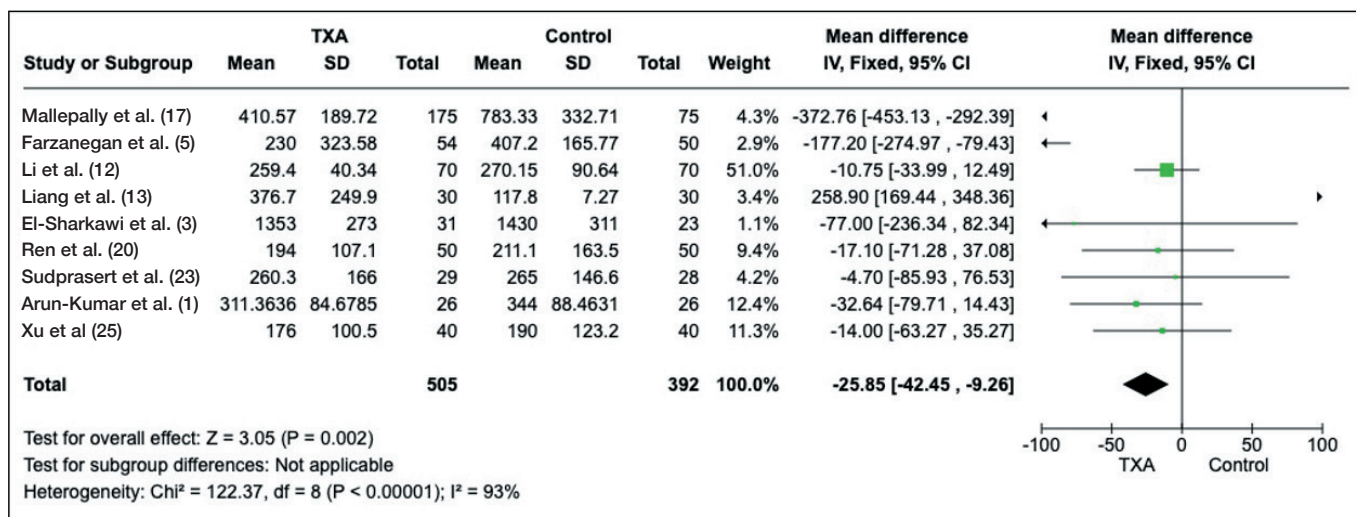 TXA Control Mean difference Mean difference
Study or Subgroup Mean SD Total Mean SD Total Weight IV, Fixed, 95% CI IV, Fixed, 95% CI
Mallepally et al. (17) 410.57 189.72 175 783.33 332.71 75 4.3% -372.76 [-453.13 , -292.39]
Farzanegan et al. (5) 230 323.58 54 407.2 165.77 50 2.9% -177.20 [-274.97 , -79.43]
Li et al. (12) 259.4 40.34 70 270.15 90.64 70 51.0% -10.75 [-33.99 , 12.49]
Liang et al. (13) 376.7 249.9 30 117.8 7.27 30 3.4% 258.90 [169.44 , 348.36]
El-Sharkawi et al. (3) 1353 273 31 1430 311 23 1.1% -77.00 [-236.34 , 82.34]
Ren et al. (20) 194 107.1 50 211.1 163.5 50 9.4% -17.10 [-71.28 , 37.08]
Sudprasert et al. (23) 260.3 166 29 265 146.6 28 4.2% -4.70 [-85.93 , 76.53]
Arun-Kumar et al. (1) 311.3636 84.6785 26 344 88.4631 26 12.4% -32.64 [-79.71 , 14.43]
Xu et al (25) 176 100.5 40 190 123.2 40 11.3% -14.00 [-63.27 , 35.27]
Total 505 392 100.0% -25.85 [-42.45 , -9.26]
Test for overall effect: Z = 3.05 (P = 0.002)
Test for subgroup differences: Not applicable
Heterogeneity: Chi² = 122.37, df = 8 (P < 0.00001); I² = 93%
-100 -50 0 50 100
TXA Control